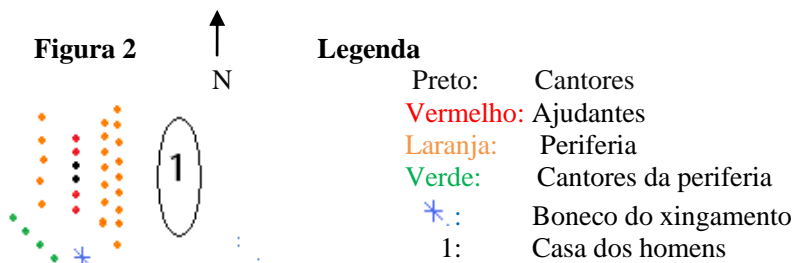 Figura 2
Legenda
N
Preto: Cantores
Vermelho: Ajudantes
Laranja: Periferia
Verde: Cantores da periferia
: Boneco do xingamento
1: Casa dos homens
1